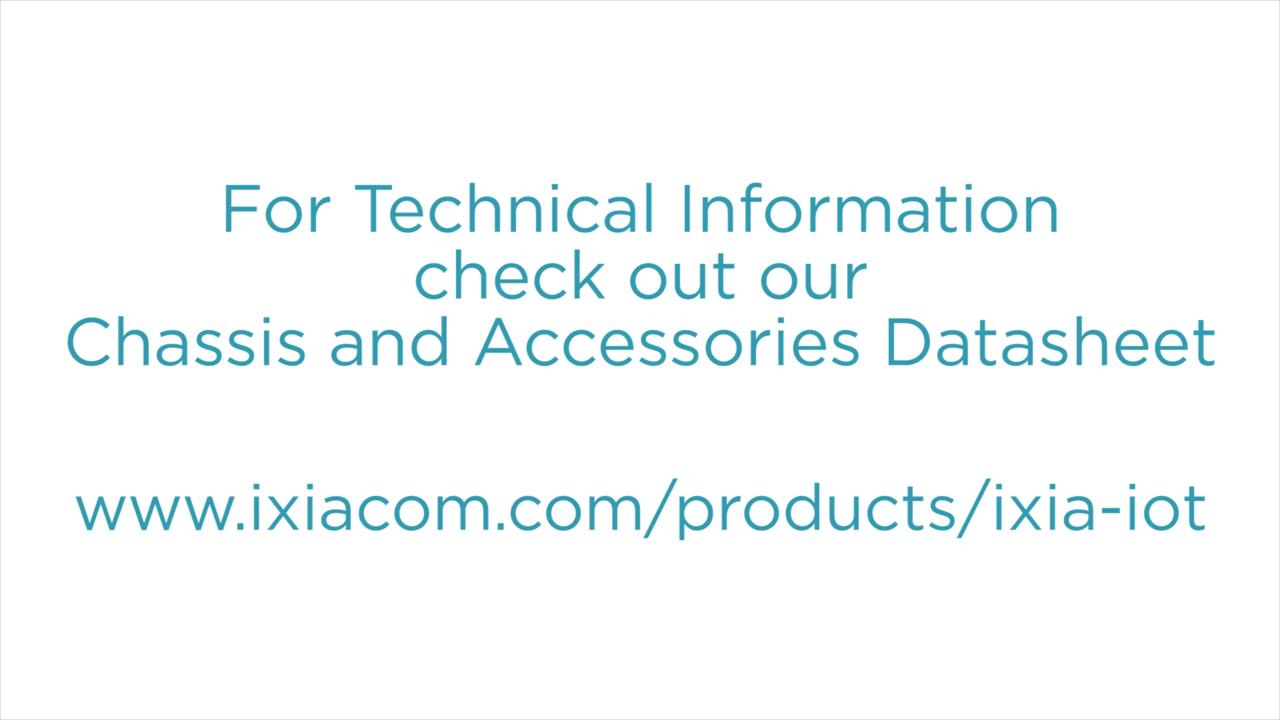 For Technical Information
check out our
Chassis and Accessories Datasheet
www.ixiacom.com/products/ixia-iot